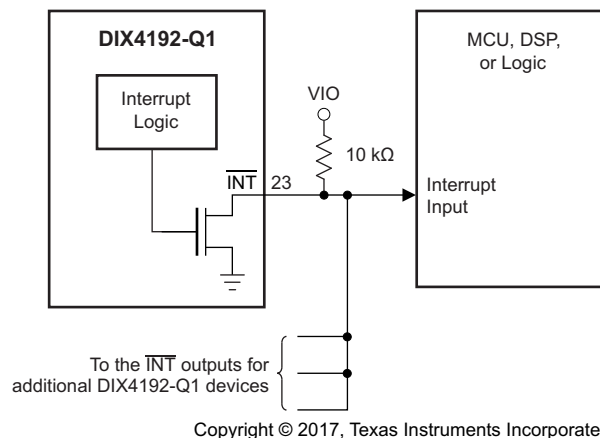 DIX4192-Q1
Interrupt
Logic
INT
23
VIO
10 kΩ
MCU, DSP,
or Logic
Interrupt
Input
To the INT outputs for
additional DIX4192-Q1 devices
Copyright © 2017, Texas Instruments Incorporate